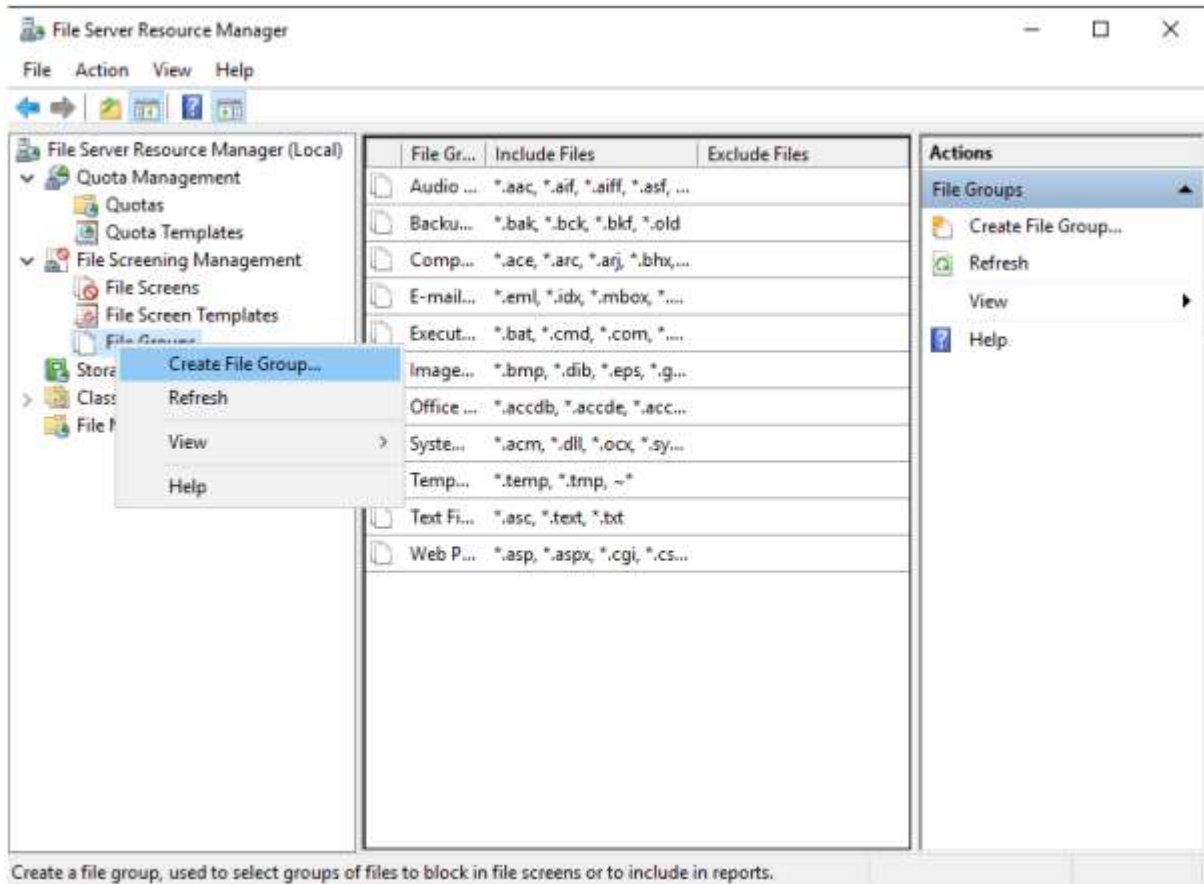 File Server Resource Manager
File Action View Help
File Server Resource Manager (Local)
Quota Management
Quotas
Quota Templates
File Screening Management
File Screens
File Screen Templates
File Groups
Stora
Class
File M
Create File Group...
Refresh
View
Help
File Gr... Include Files Exclude Files
Audio ... *.aac, *.aif, *.aiff, *.asf, ...
Backu... *.bak, *.bck, *.bkf, *.old
Comp... *.ace, *.arc, *.arj, *.bhx,...
E-mail... *.eml, *.idx, *.mbox, *....
Execut... *.bat, *.cmd, *.com, *....
Image... *.bmp, *.dib, *.eps, *.g...
Office ... *.accdb, *.accde, *.acc...
Syste... *.acm, *.dll, *.ocx, *.sy...
Temp... *.temp, *.tmp, ~*
Text Fi... *.asc, *.text, *.txt
Web P... *.asp, *.aspx, *.cgi, *.cs...
Actions
File Groups
Create File Group...
Refresh
View
Help
Create a file group, used to select groups of files to block in file screens or to include in reports.